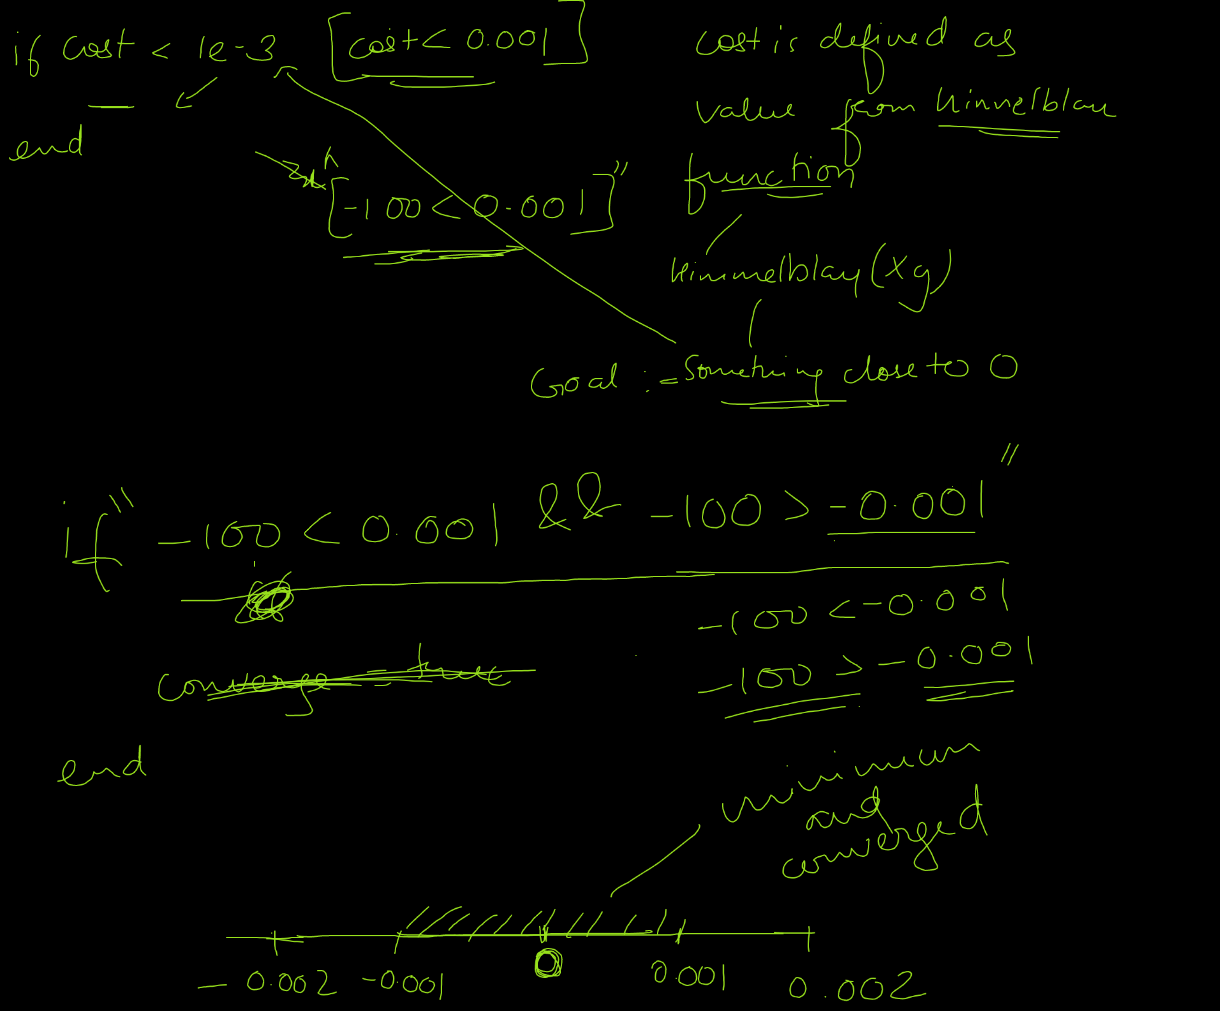 if cost < 1e-3 [cost < 0.001]
end
[-100 < 0.001]"
cost is defined as
value from Himmelblau
function
Himmelblau(Xg)
Goal := Something close to 0
if "-100 < 0.001 && -100 > -0.001"
-100 < -0.001
-100 > -0.001
converge = true
end
minimum
and
converged
-0.002 -0.001 0 0.001 0.002